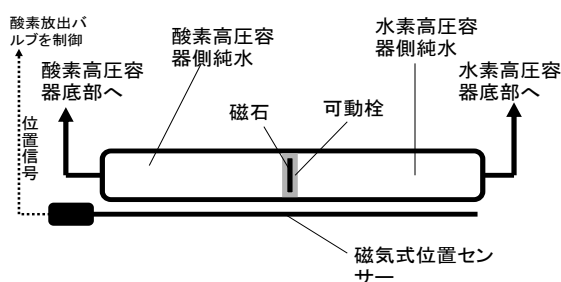 酸素放出バ
ルブを制御
酸素高圧容
器側純水
水素高圧容
器側純水
酸素高圧容
器底部へ
水素高圧容
器底部へ
磁石
可動栓
位置信号
磁気式位置セン
サー